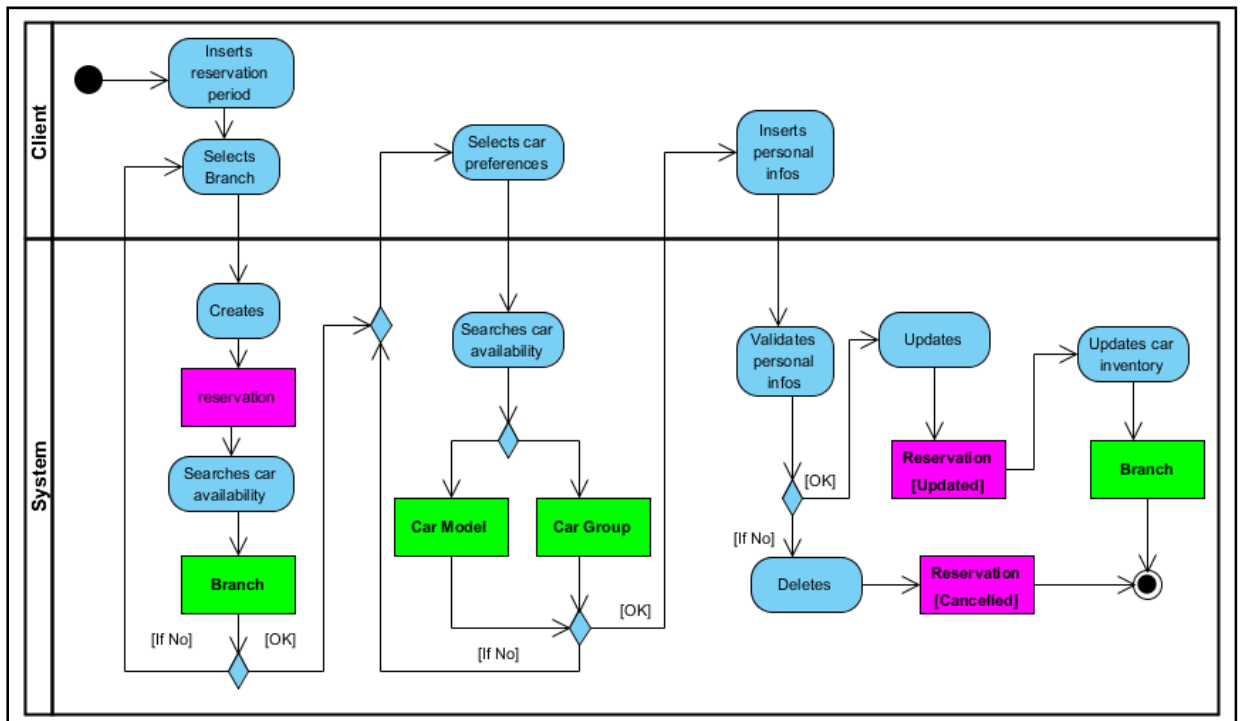 Client
Inserts
reservation
period
Selects
Branch
Selects car
preferences
Inserts
personal
infos
System
Creates
reservation
Searches car
availability
Branch
[If No]
[OK]
Searches car
availability
Car Model
Car Group
[OK]
[If No]
Validates
personal
infos
[OK]
[If No]
Updates
Reservation
[Updated]
Updates car
inventory
Branch
Deletes
Reservation
[Cancelled]